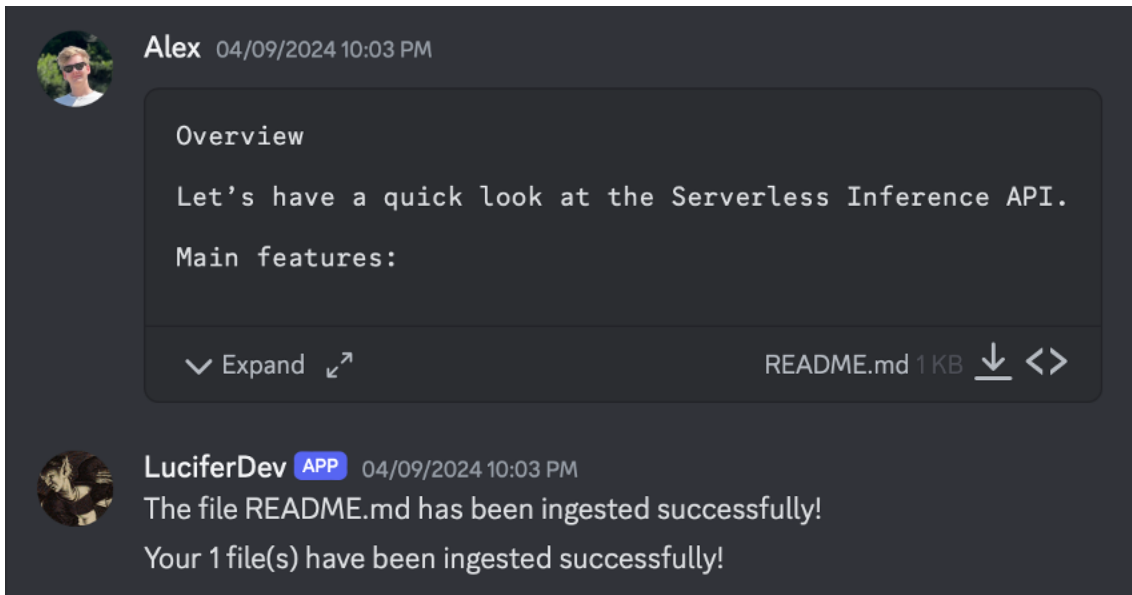 Alex 04/09/2024 10:03 PM
Overview
Let’s have a quick look at the Serverless Inference API.
Main features:
Expand README.md 1 KB
LuciferDev APP 04/09/2024 10:03 PM
The file README.md has been ingested successfully!
Your 1 file(s) have been ingested successfully!